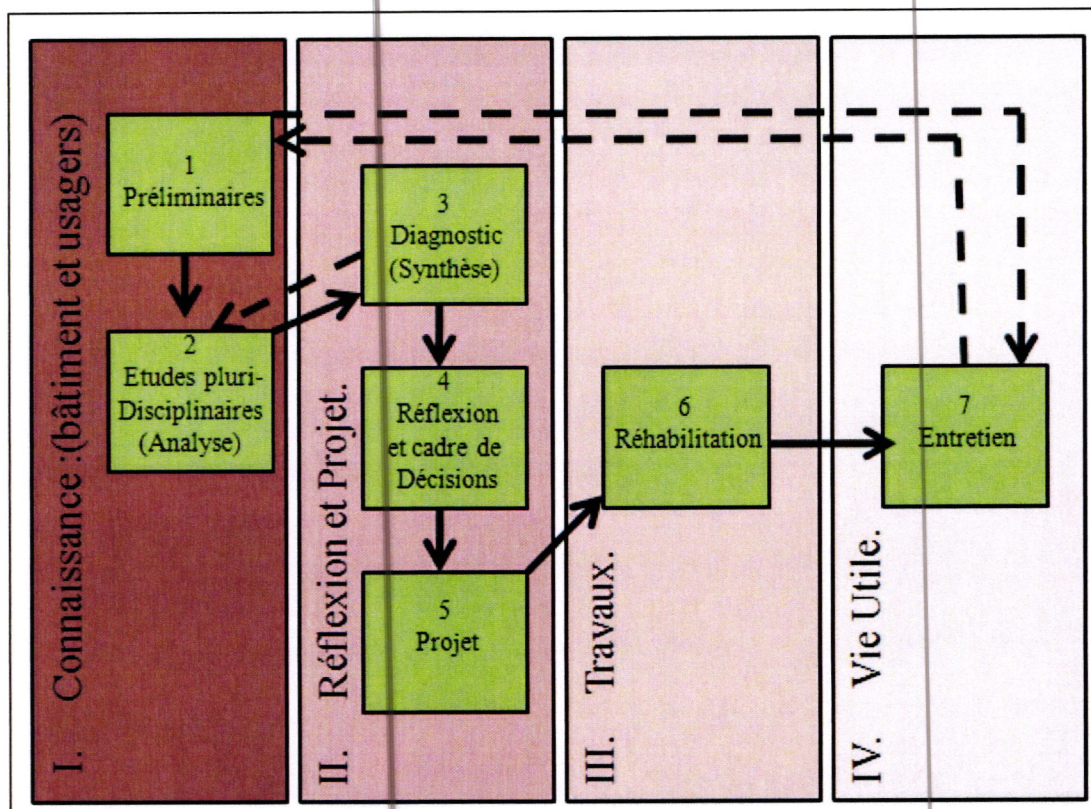 I. Connaissance :(bâtiment et usagers)
1
Préliminaires
2
Etudes pluri-
Disciplinaires
(Analyse)
II. Réflexion et Projet.
3
Diagnostic
(Synthèse)
4
Réflexion
et cadre de
Décisions
5
Projet
III. Travaux.
6
Réhabilitation
IV. Vie Utile.
7
Entretien